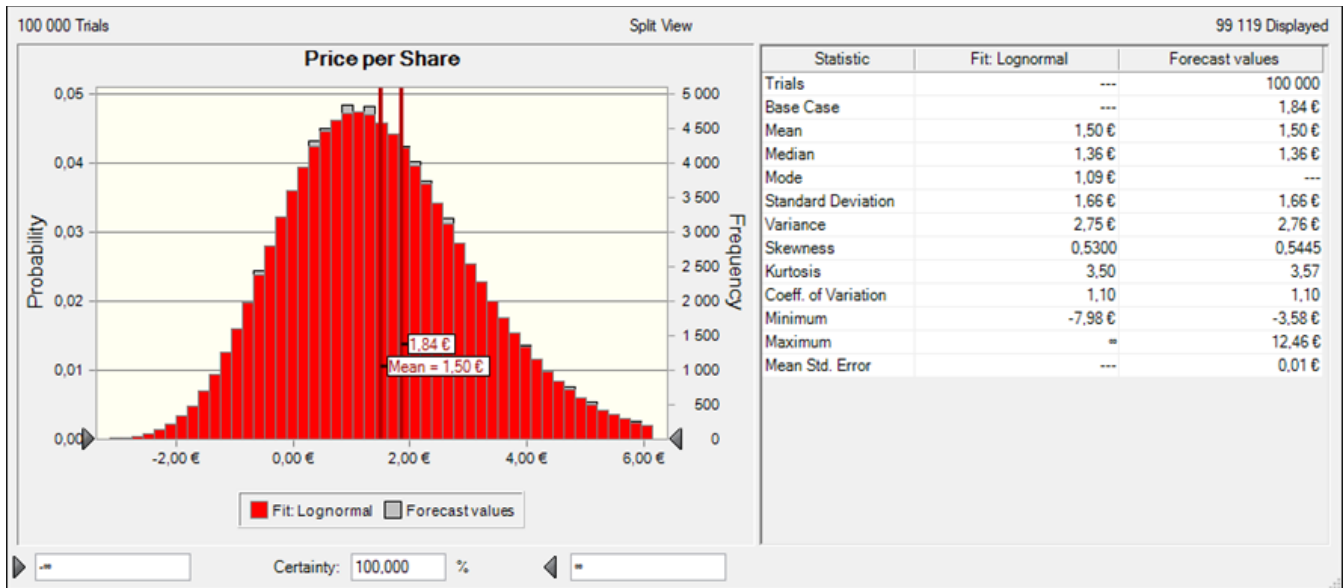 100 000 Trials
Split View
99 119 Displayed
Price per Share
0,05
0,04
0,03
0,02
0,01
0,00
Probability
5 000
4 500
4 000
3 500
3 000
2 500
2 000
1 500
1 000
500
0
Frequency
1,84 €
Mean = 1,50 €
-2,00 € 0,00 € 2,00 € 4,00 € 6,00 €
Fit: Lognormal Forecast values
Statistic Fit: Lognormal Forecast values
Trials --- 100 000
Base Case --- 1,84 €
Mean 1,50 € 1,50 €
Median 1,36 € 1,36 €
Mode 1,09 € ---
Standard Deviation 1,66 € 1,66 €
Variance 2,75 € 2,76 €
Skewness 0,5300 0,5445
Kurtosis 3,50 3,57
Coeff. of Variation 1,10 1,10
Minimum -7,98 € -3,58 €
Maximum ∞ 12,46 €
Mean Std. Error --- 0,01 €
-∞ Certainty: 100,000 % ∞